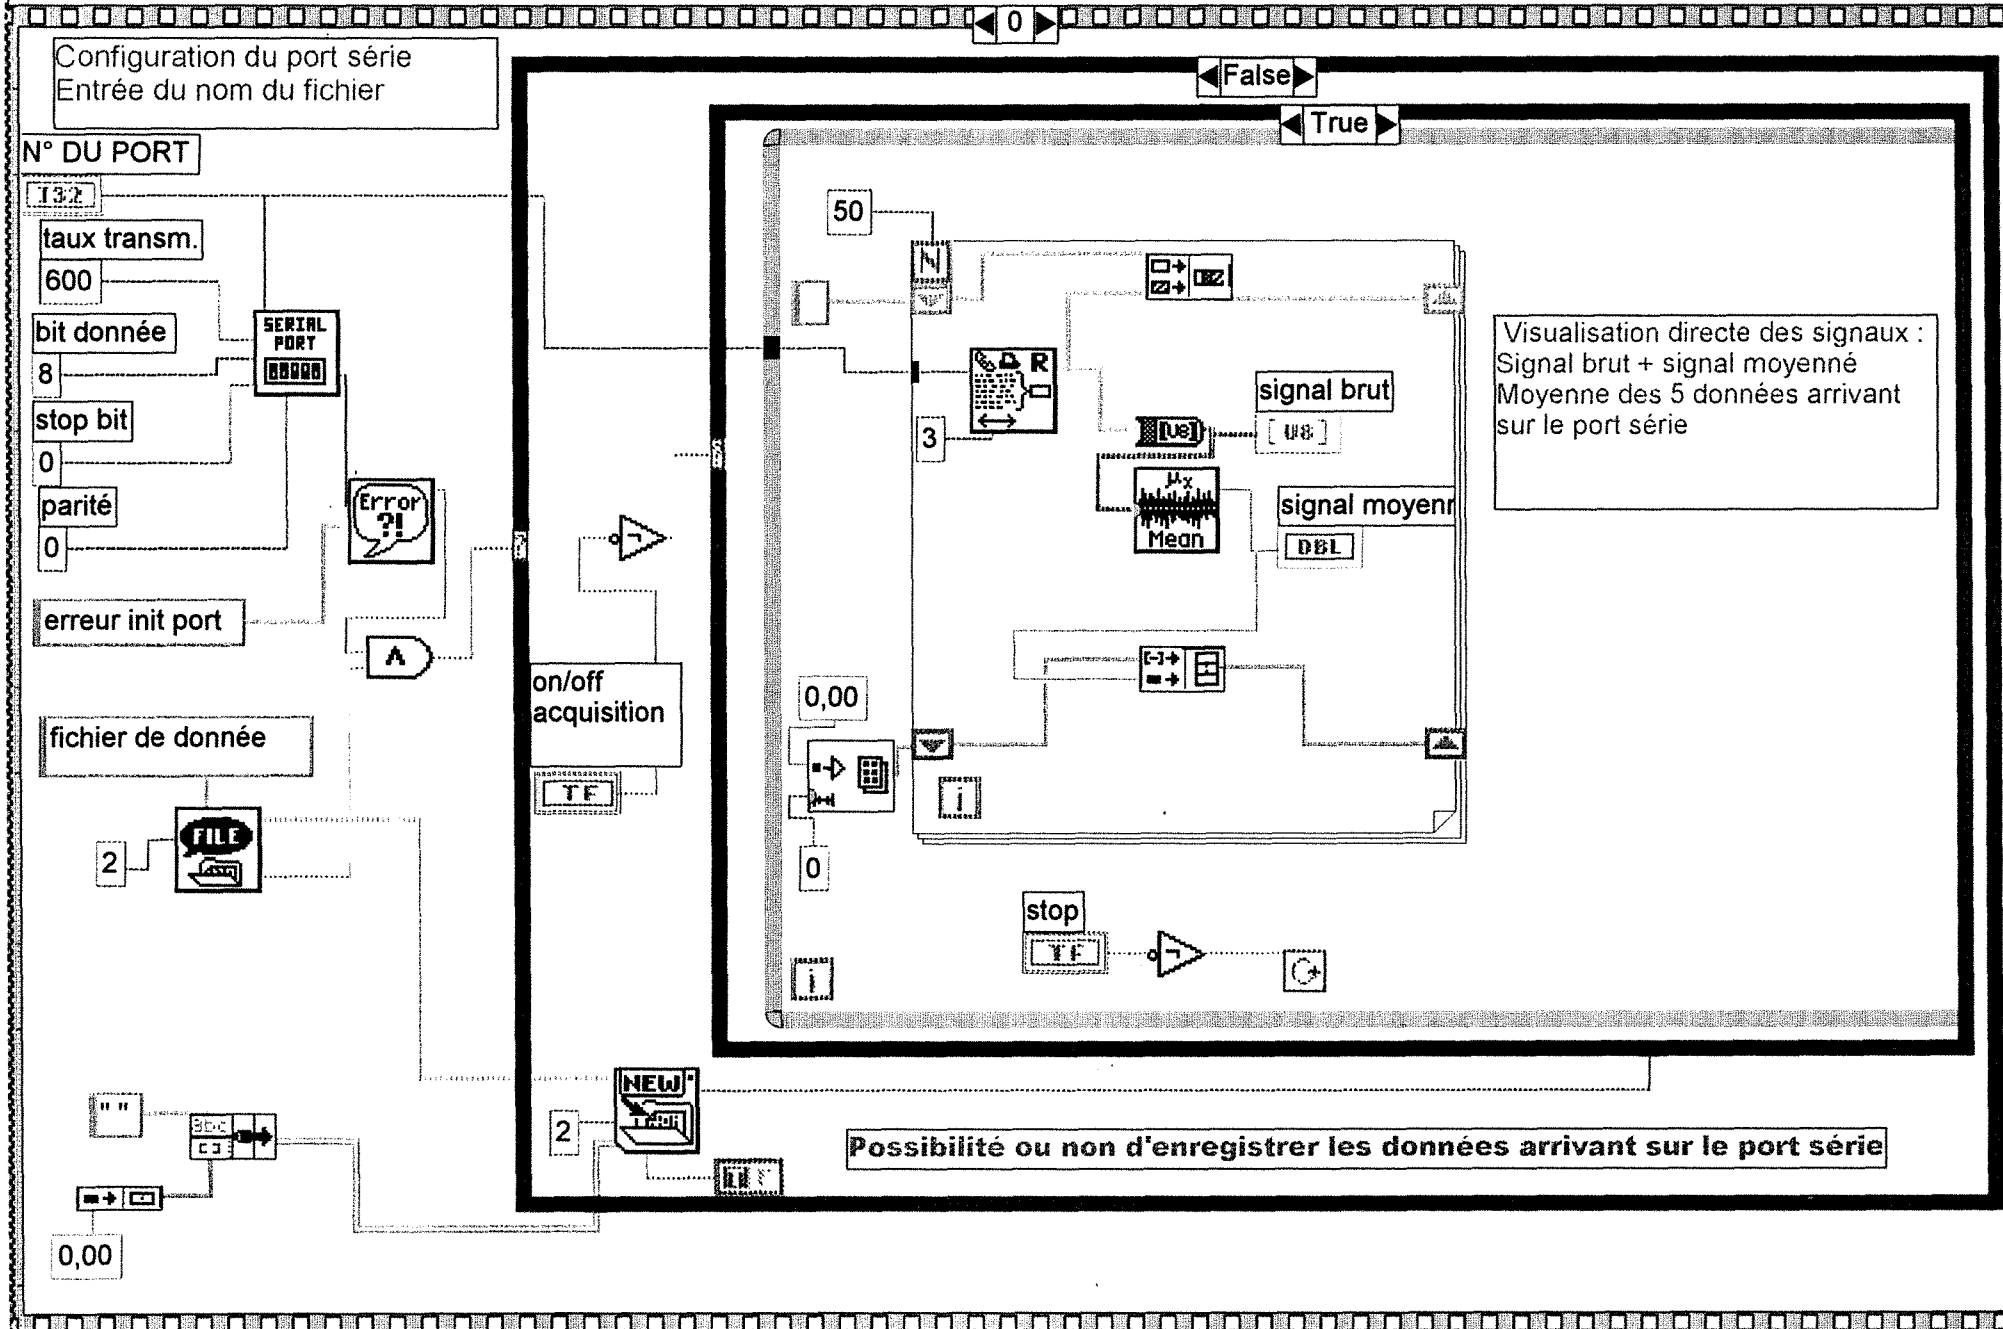 0
Configuration du port série
Entrée du nom du fichier
False
True
N° DU PORT
I32
taux transm.
600
bit donnée
8
stop bit
0
parité
0
SERIAL
PORT
Error
?!
erreur init port
fichier de donnée
FILE
2
" "
abc
0,00
on/off
acquisition
TF
NEW
2
50
N
R
3
[U8]
signal brut
[U8]
μx
Mean
signal moyenn
DBL
0,00
0
i
stop
TF
i
Visualisation directe des signaux :
Signal brut + signal moyenné
Moyenne des 5 données arrivant
sur le port série
Possibilité ou non d'enregistrer les données arrivant sur le port série